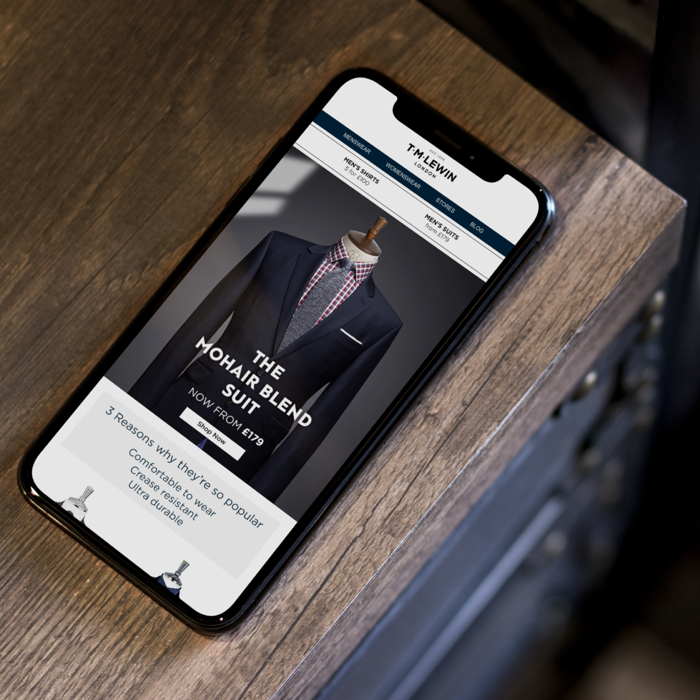 EST 1898
T·M·LEWIN
LONDON
MENSWEAR WOMENSWEAR STORES BLOG
MEN'S SHIRTS
5 for £100
MEN'S SUITS
from £179
THE
MOHAIR BLEND
SUIT
NOW FROM £179
Shop Now
3 Reasons why they're so popular
Comfortable to wear
Crease resistant
Ultra durable